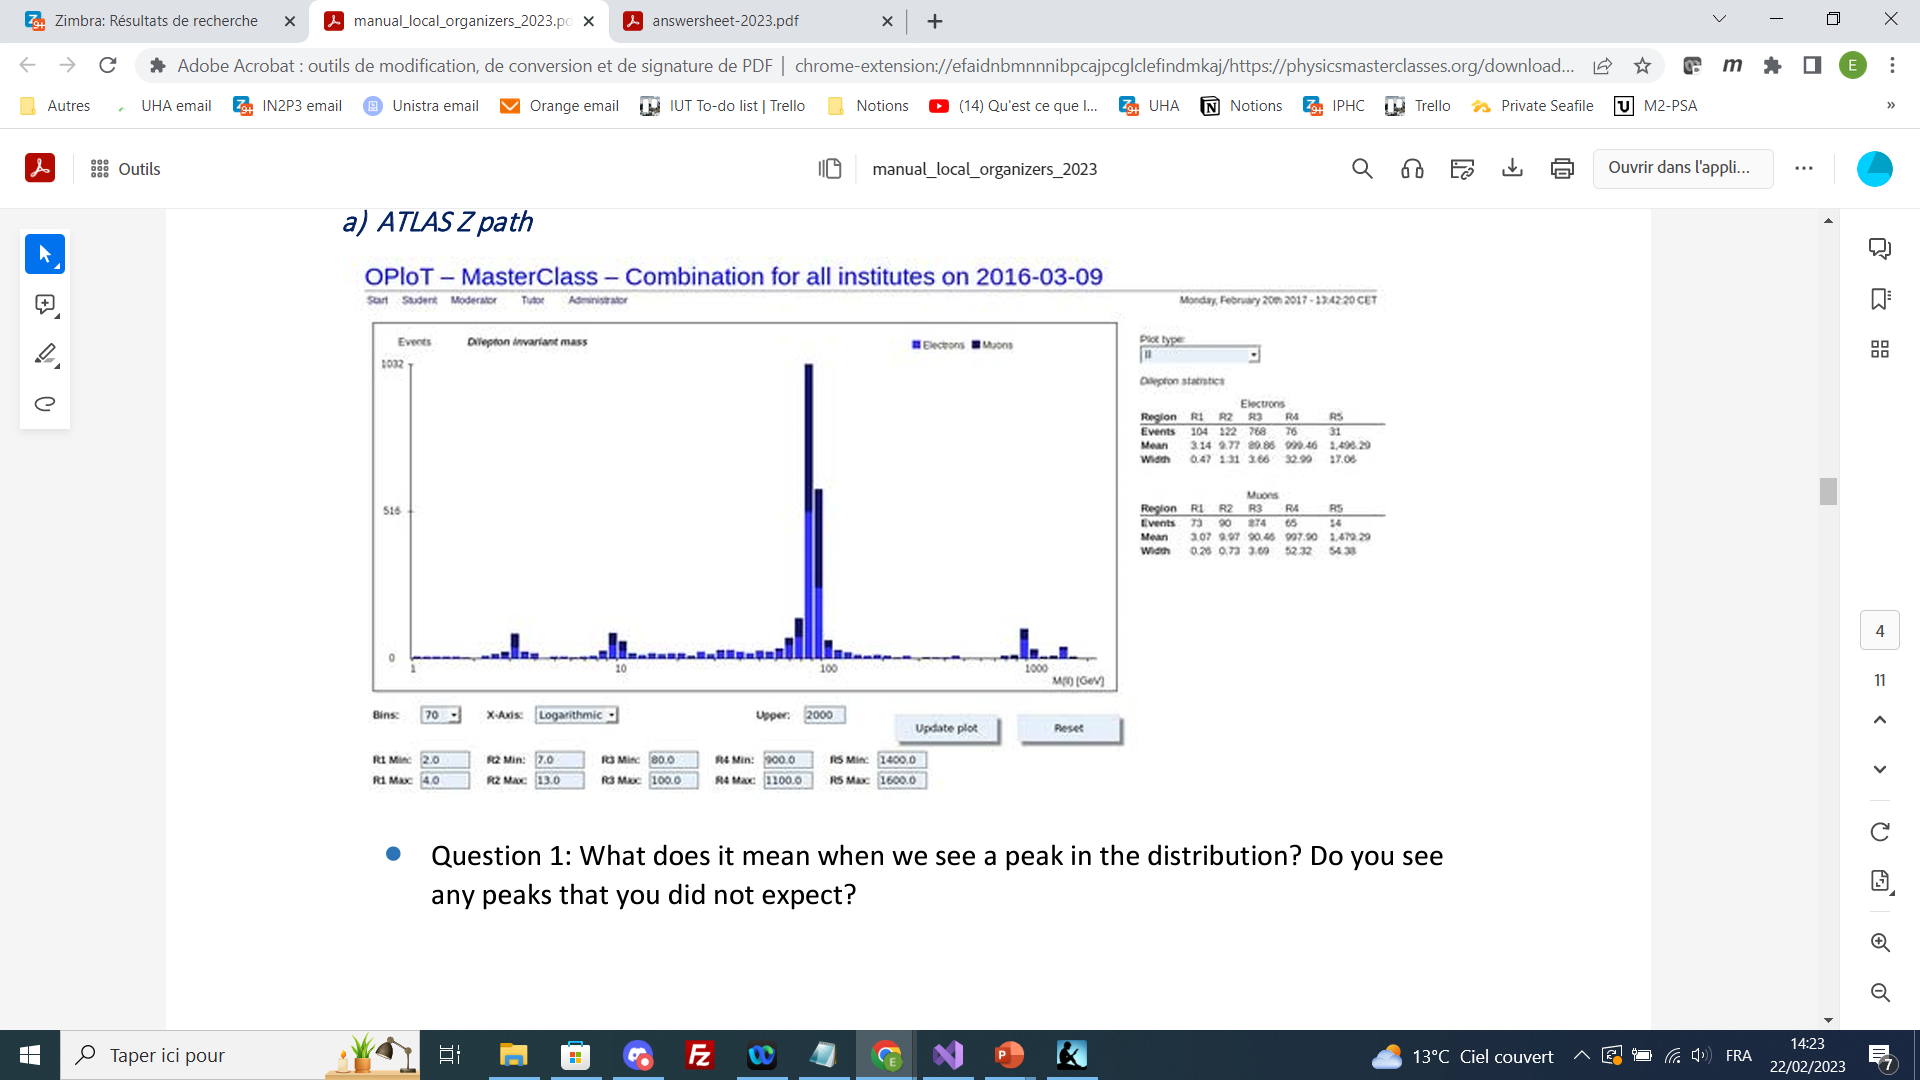 Zimbra: Résultats de recherche
manual_local_organizers_2023.pd
answersheet-2023.pdf
Adobe Acrobat : outils de modification, de conversion et de signature de PDF | chrome-extension://efaidnbmnnnibpcajpcglclefindmkaj/https://physicsmasterclasses.org/download...
E
Autres
UHA email
IN2P3 email
Unistra email
Orange email
IUT To-do list | Trello
Notions
(14) Qu'est ce que l...
UHA
Notions
IPHC
Trello
Private Seafile
M2-PSA
»
Outils
manual_local_organizers_2023
Ouvrir dans l'appli...
a) ATLAS Z path
OPloT – MasterClass – Combination for all institutes on 2016-03-09
Start Student Moderator Tutor Administrator
Monday, February 20th 2017 - 13:42:20 CET
Events
Dilepton invariant mass
Electrons Muons
1032
516
0
1 10 100 1000
M(ll) [GeV]
Plot type:
ll
Dilepton statistics
Electrons
Region R1 R2 R3 R4 R5
Events 104 122 768 76 31
Mean 3.14 9.77 89.86 999.46 1,496.29
Width 0.47 1.31 3.66 32.99 17.06
Muons
Region R1 R2 R3 R4 R5
Events 73 90 874 65 14
Mean 3.07 9.97 90.46 997.90 1,479.29
Width 0.26 0.73 3.69 52.32 54.38
Bins: 70 X-Axis: Logarithmic Upper: 2000 Update plot Reset
R1 Min: 2.0 R2 Min: 7.0 R3 Min: 80.0 R4 Min: 900.0 R5 Min: 1400.0
R1 Max: 4.0 R2 Max: 13.0 R3 Max: 100.0 R4 Max: 1100.0 R5 Max: 1600.0
Question 1: What does it mean when we see a peak in the distribution? Do you see
any peaks that you did not expect?
4
11
Taper ici pour
13°C Ciel couvert
FRA
14:23
22/02/2023
7